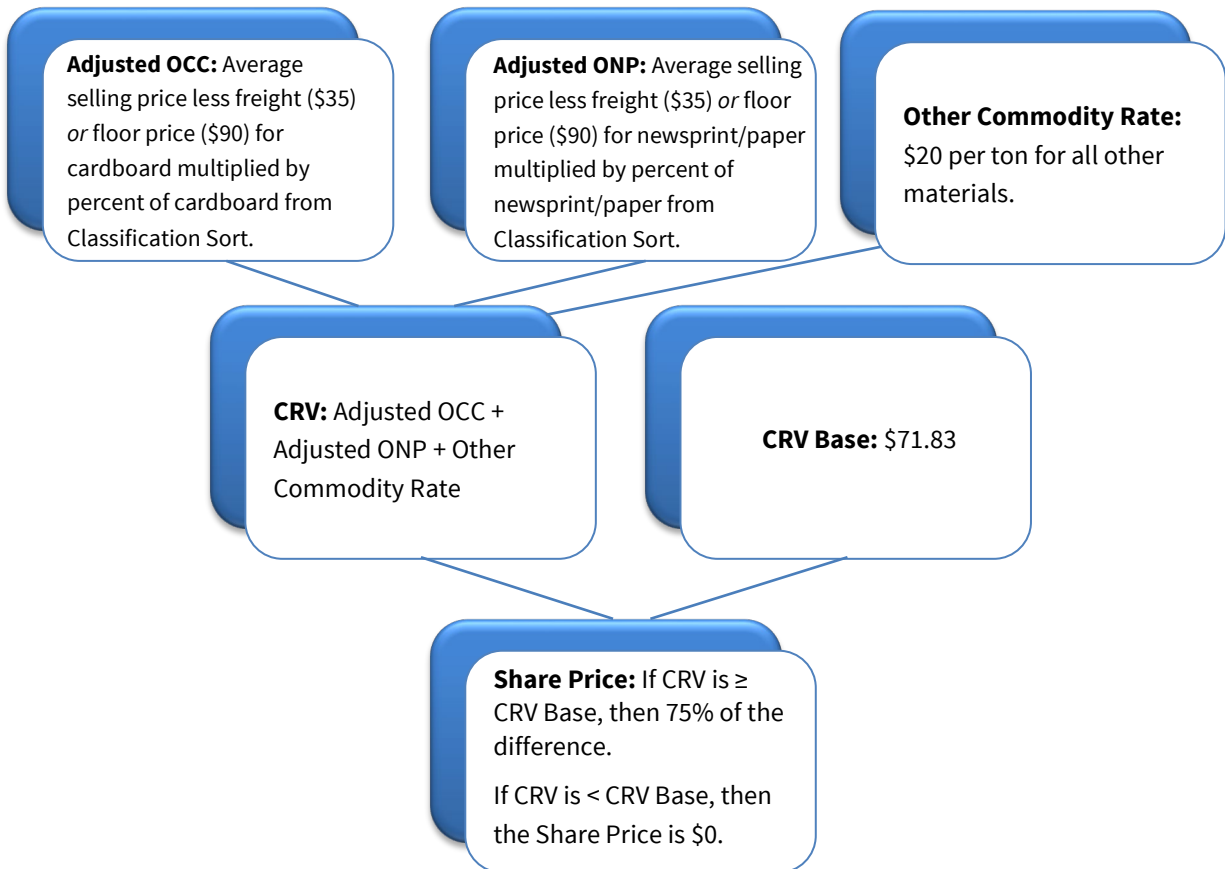 Adjusted OCC: Average
selling price less freight ($35)
or floor price ($90) for
cardboard multiplied by
percent of cardboard from
Classification Sort.
Adjusted ONP: Average selling
price less freight ($35) or floor
price ($90) for newsprint/paper
multiplied by percent of
newsprint/paper from
Classification Sort.
Other Commodity Rate:
$20 per ton for all other
materials.
CRV: Adjusted OCC +
Adjusted ONP + Other
Commodity Rate
CRV Base: $71.83
Share Price: If CRV is ≥
CRV Base, then 75% of the
difference.
If CRV is < CRV Base, then
the Share Price is $0.